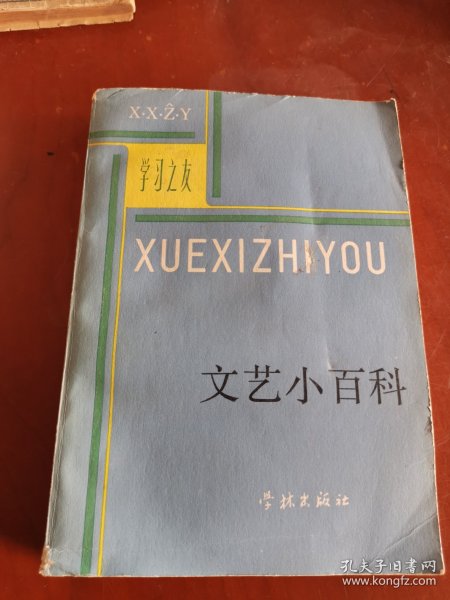 X·X·Ẑ·Y
学习之友
XUEXIZHIYOU
文艺小百科
学林出版社
孔夫子旧书网
www.kongfz.com